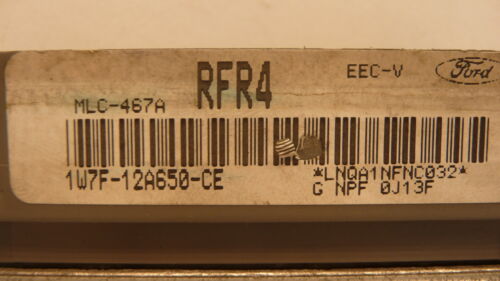 RFR4
EEC-V
Ford
MLC-467A
1W7F-12A650-CE
*LNQA1NFNC032*
G NPF 0J13F